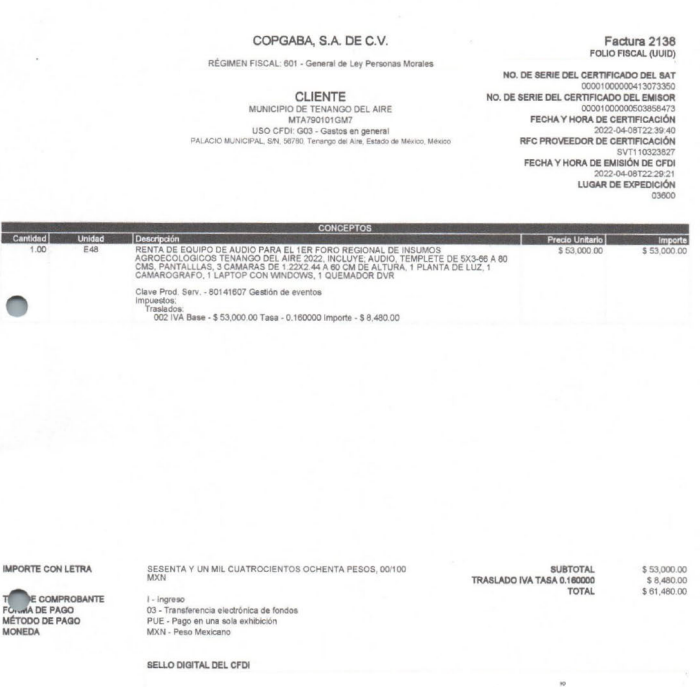 COPGABA, S.A. DE C.V.
RÉGIMEN FISCAL: 601 - General de Ley Personas Morales
CLIENTE
MUNICIPIO DE TENANGO DEL AIRE
MTA790101GM7
USO CFDI: G03 - Gastos en general
PALACIO MUNICIPAL, S/N, 56780, Tenango del Aire, Estado de México, México
Factura 2138
FOLIO FISCAL (UUID)
NO. DE SERIE DEL CERTIFICADO DEL SAT
00001000000413073350
NO. DE SERIE DEL CERTIFICADO DEL EMISOR
00001000000503856473
FECHA Y HORA DE CERTIFICACIÓN
2022-04-08T22:39:40
RFC PROVEEDOR DE CERTIFICACIÓN
SVT110323827
FECHA Y HORA DE EMISIÓN DE CFDI
2022-04-08T22:29:21
LUGAR DE EXPEDICIÓN
03600
CONCEPTOS
Cantidad Unidad Descripción Precio Unitario Importe
1.00 E48 RENTA DE EQUIPO DE AUDIO PARA EL 1ER FORO REGIONAL DE INSUMOS $ 53,000.00 $ 53,000.00
AGROECOLOGICOS TENANGO DEL AIRE 2022, INCLUYE; AUDIO, TEMPLETE DE 5X3-66 A 80
CMS, PANTALLLAS, 3 CAMARAS DE 1.22X2.44 A 60 CM DE ALTURA, 1 PLANTA DE LUZ, 1
CAMAROGRAFO, 1 LAPTOP CON WINDOWS, 1 QUEMADOR DVR
Clave Prod. Serv. - 80141607 Gestión de eventos
Impuestos:
Traslados:
002 IVA Base - $ 53,000.00 Tasa - 0.160000 Importe - $ 8,480.00
IMPORTE CON LETRA SESENTA Y UN MIL CUATROCIENTOS OCHENTA PESOS, 00/100
MXN
SUBTOTAL $ 53,000.00
TRASLADO IVA TASA 0.160000 $ 8,480.00
TOTAL $ 61,480.00
T E COMPROBANTE I - Ingreso
FORMA DE PAGO 03 - Transferencia electrónica de fondos
MÉTODO DE PAGO PUE - Pago en una sola exhibición
MONEDA MXN - Peso Mexicano
SELLO DIGITAL DEL CFDI